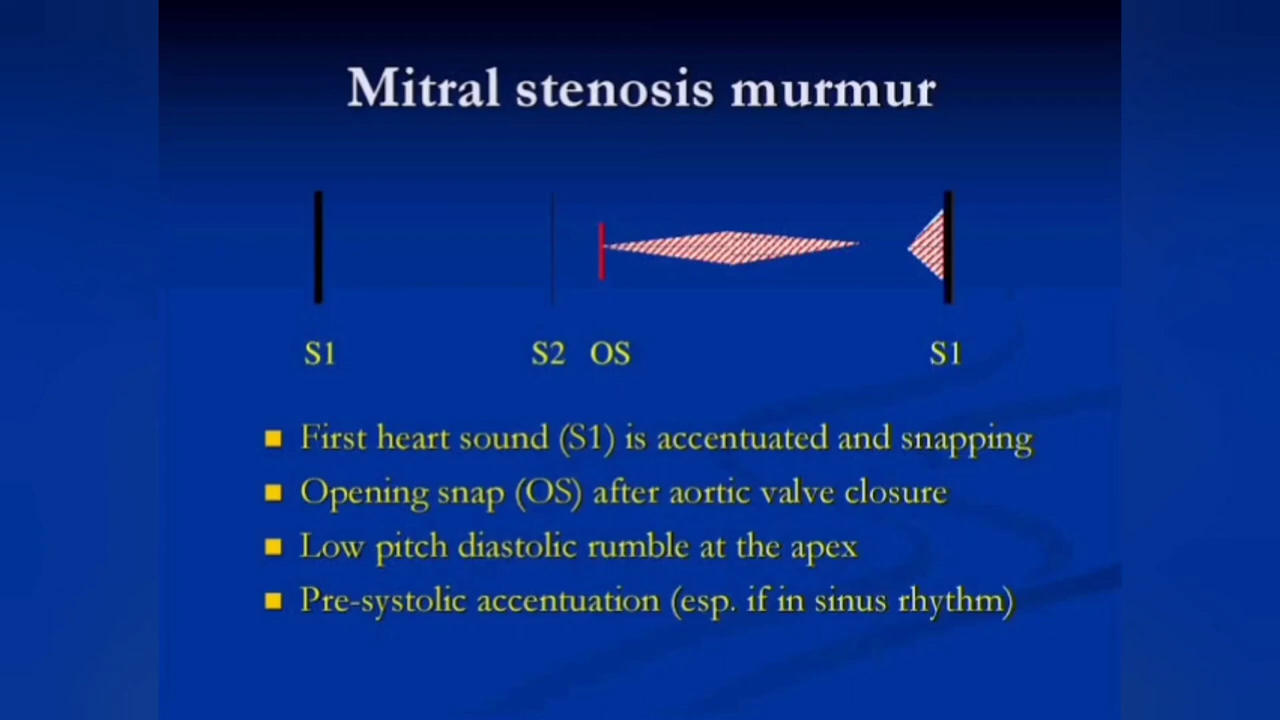 Mitral stenosis murmur
S1 S2 OS S1
First heart sound (S1) is accentuated and snapping
Opening snap (OS) after aortic valve closure
Low pitch diastolic rumble at the apex
Pre-systolic accentuation (esp. if in sinus rhythm)